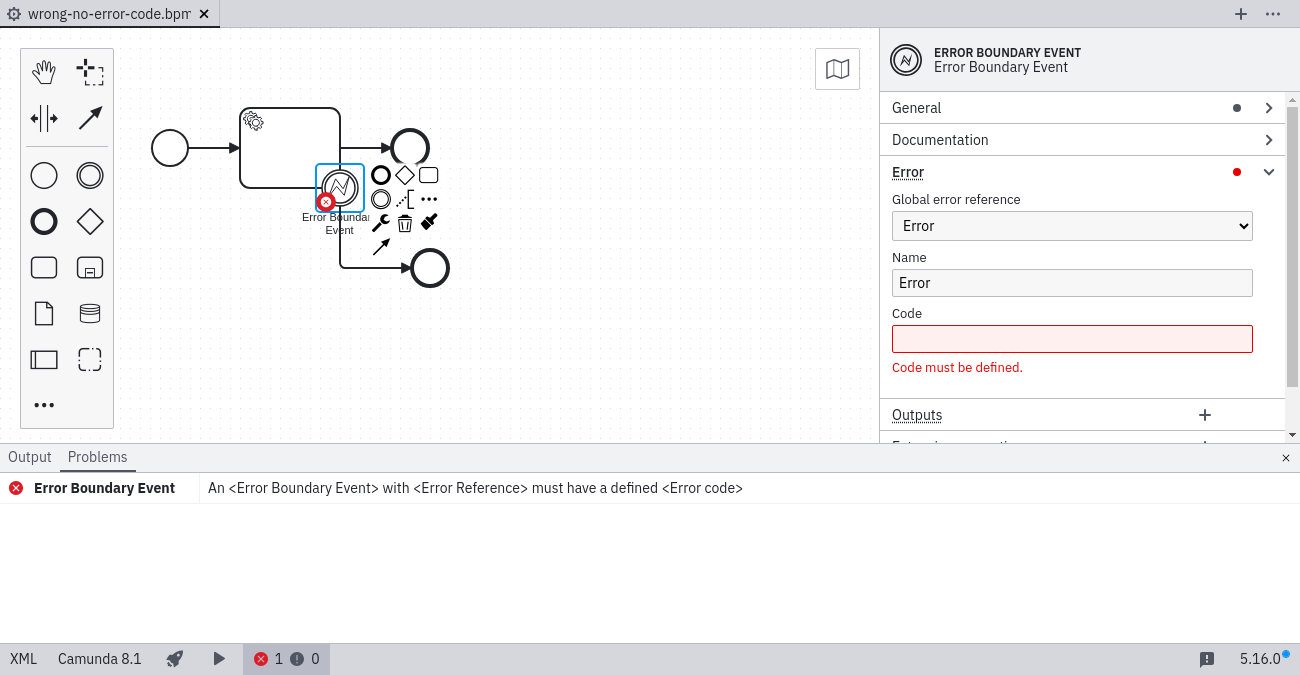 wrong-no-error-code.bpm
ERROR BOUNDARY EVENT
Error Boundary Event
General
Documentation
Error
Global error reference
Error
Name
Error
Code
Code must be defined.
Outputs
Error Boundar
Event
Output
Problems
Error Boundary Event
An <Error Boundary Event> with <Error Reference> must have a defined <Error code>
XML
Camunda 8.1
1
0
5.16.0